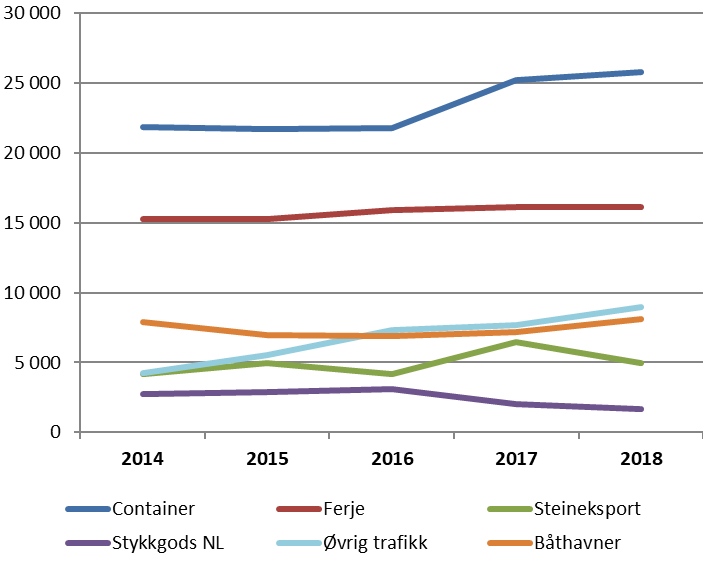 30 000
25 000
20 000
15 000
10 000
5 000
0
2014 2015 2016 2017 2018
Container Ferje Steineksport
Stykkgods NL Øvrig trafikk Båthavner